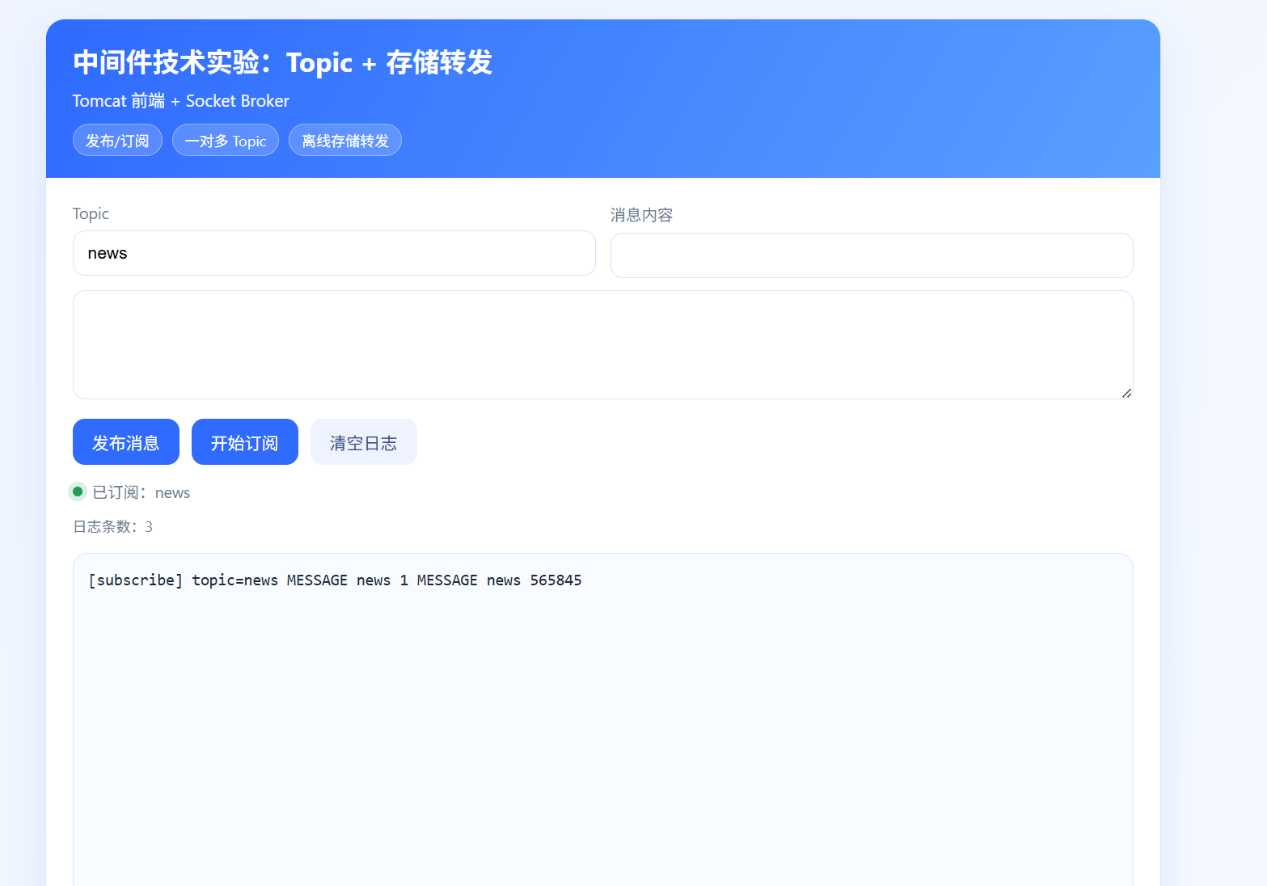 中间件技术实验：Topic + 存储转发
Tomcat 前端 + Socket Broker
发布/订阅 一对多 Topic 离线存储转发
Topic 消息内容
news
发布消息 开始订阅 清空日志
已订阅：news
日志条数：3
[subscribe] topic=news MESSAGE news 1 MESSAGE news 565845